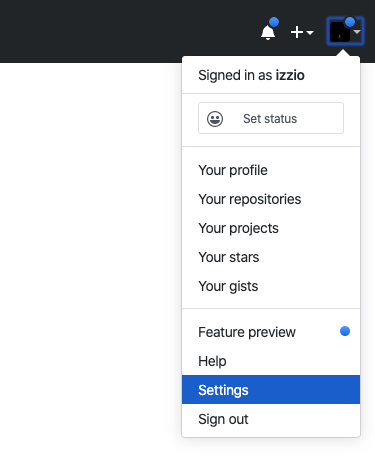 Signed in as izzio
Set status
Your profile
Your repositories
Your projects
Your stars
Your gists
Feature preview
Help
Settings
Sign out